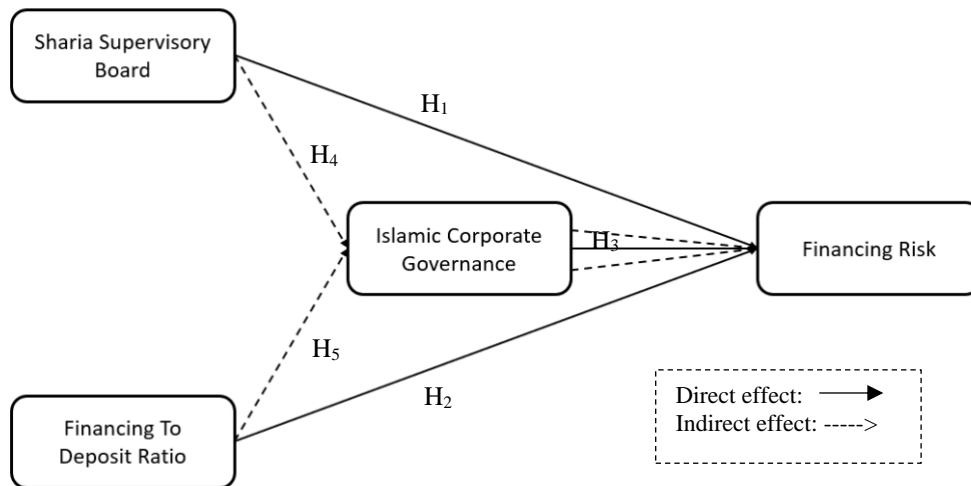 Sharia Supervisory
Board
H₁
H₄
Islamic Corporate
Governance
H₃
Financing Risk
H₅
H₂
Financing To
Deposit Ratio
Direct effect:
Indirect effect: ----->